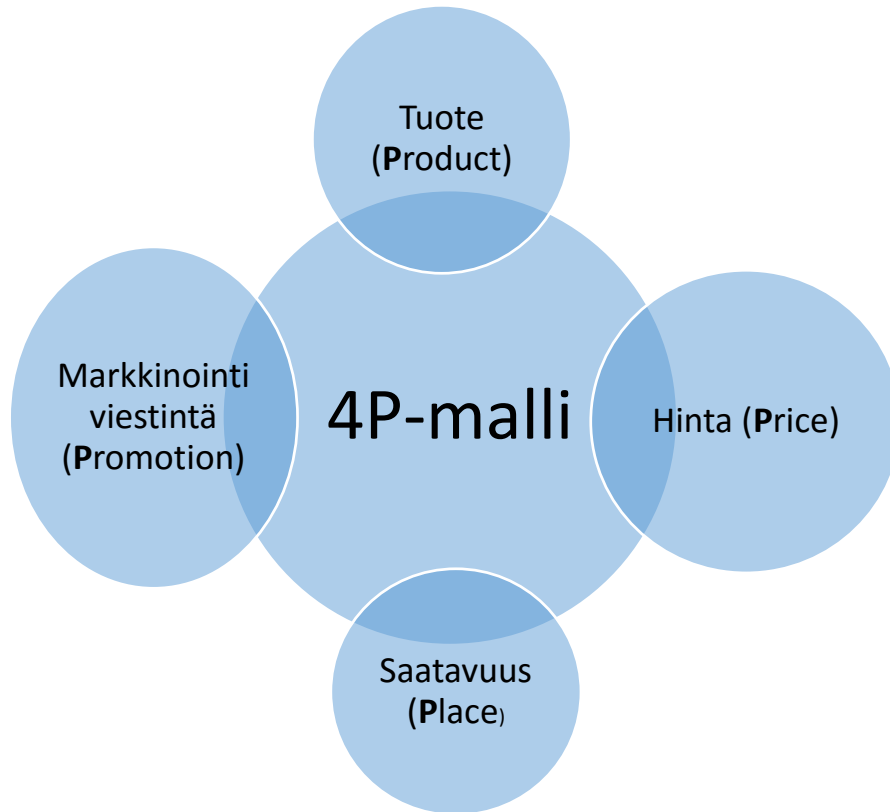 Tuote
(Product)
Markkinointi
viestintä
(Promotion)
4P-malli
Hinta (Price)
Saatavuus
(Place)